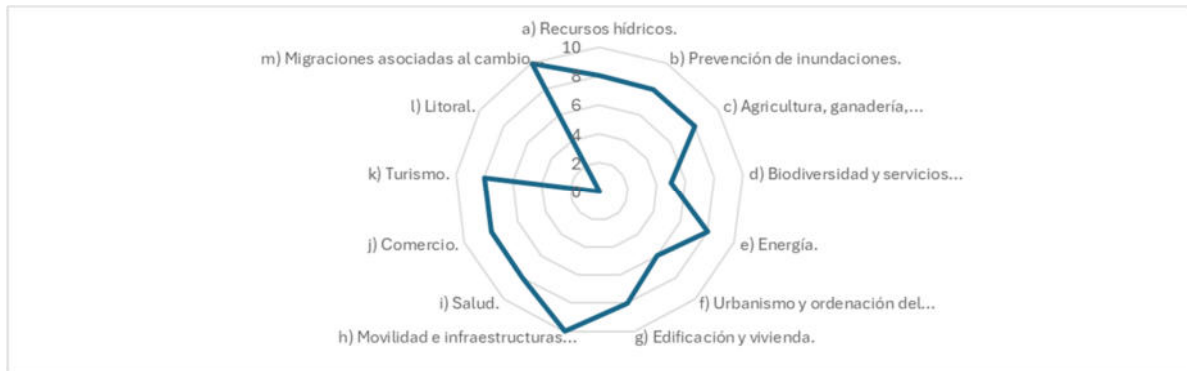 a) Recursos hídricos.
b) Prevención de inundaciones.
c) Agricultura, ganadería,...
d) Biodiversidad y servicios...
e) Energía.
f) Urbanismo y ordenación del...
g) Edificación y vivienda.
h) Movilidad e infraestructuras...
i) Salud.
j) Comercio.
k) Turismo.
l) Litoral.
m) Migraciones asociadas al cambio
10
8
6
4
2
0